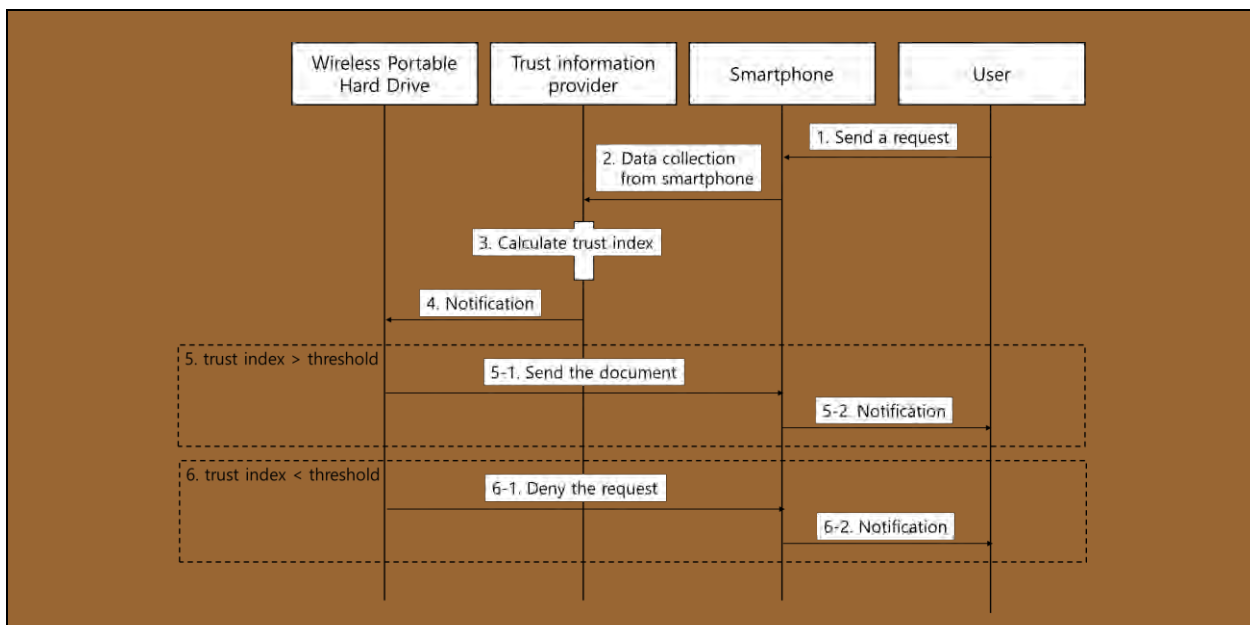 Wireless Portable
Hard Drive
Trust information
provider
Smartphone
User
1. Send a request
2. Data collection
from smartphone
3. Calculate trust index
4. Notification
5. trust index > threshold
5-1. Send the document
5-2. Notification
6. trust index < threshold
6-1. Deny the request
6-2. Notification